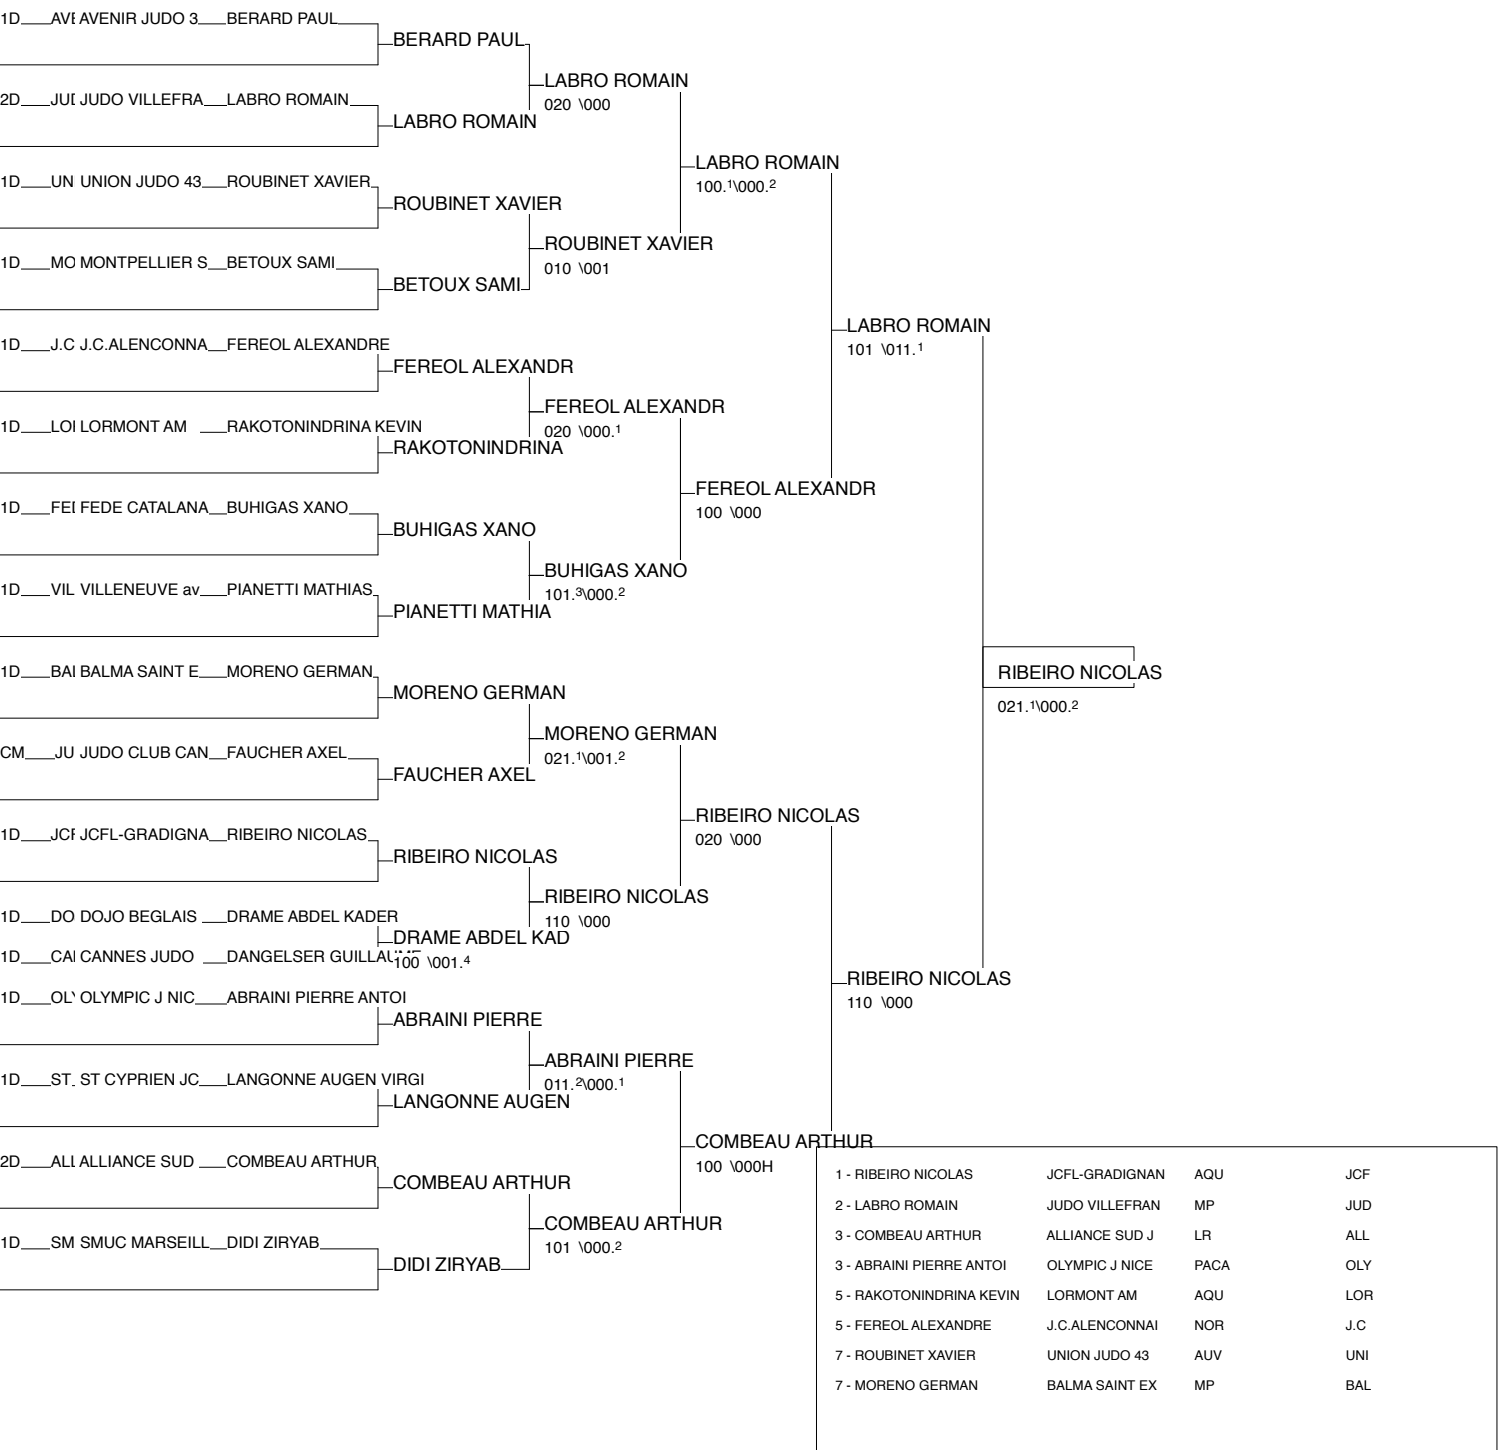 1D AVE AVENIR JUDO 3 BERARD PAUL
BERARD PAUL
LABRO ROMAIN
020 \000
2D JUD JUDO VILLEFRA LABRO ROMAIN
LABRO ROMAIN
LABRO ROMAIN
100.1\000.2
1D UN UNION JUDO 43 ROUBINET XAVIER
ROUBINET XAVIER
ROUBINET XAVIER
010 \001
1D MO MONTPELLIER S BETOUX SAMI
BETOUX SAMI
LABRO ROMAIN
101 \011.1
1D J.C J.C.ALENCONNA FEREOL ALEXANDRE
FEREOL ALEXANDR
FEREOL ALEXANDR
020 \000.1
1D LOI LORMONT AM RAKOTONINDRINA KEVIN
RAKOTONINDRINA
FEREOL ALEXANDR
100 \000
1D FEI FEDE CATALANA BUHIGAS XANO
BUHIGAS XANO
BUHIGAS XANO
101.3\000.2
1D VIL VILLENEUVE av PIANETTI MATHIAS
PIANETTI MATHIA
RIBEIRO NICOLAS
021.1\000.2
1D BAI BALMA SAINT E MORENO GERMAN
MORENO GERMAN
MORENO GERMAN
021.1\001.2
CM JU JUDO CLUB CAN FAUCHER AXEL
FAUCHER AXEL
RIBEIRO NICOLAS
020 \000
1D JCF JCFL-GRADIGNA RIBEIRO NICOLAS
RIBEIRO NICOLAS
RIBEIRO NICOLAS
110 \000
1D DO DOJO BEGLAIS DRAME ABDEL KADER
DRAME ABDEL KAD
1D CAI CANNES JUDO DANGELSER GUILLAUME
100 \001.4
RIBEIRO NICOLAS
110 \000
1D OLY OLYMPIC J NIC ABRAINI PIERRE ANTOI
ABRAINI PIERRE
ABRAINI PIERRE
011.2\000.1
1D ST. ST CYPRIEN JC LANGONNE AUGEN VIRGI
LANGONNE AUGEN
COMBEAU ARTHUR
100 \000H
2D ALL ALLIANCE SUD COMBEAU ARTHUR
COMBEAU ARTHUR
COMBEAU ARTHUR
101 \000.2
1D SM SMUC MARSEILL DIDI ZIRYAB
DIDI ZIRYAB
1 - RIBEIRO NICOLAS JCFL-GRADIGNAN AQU JCF
2 - LABRO ROMAIN JUDO VILLEFRAN MP JUD
3 - COMBEAU ARTHUR ALLIANCE SUD J LR ALL
3 - ABRAINI PIERRE ANTOI OLYMPIC J NICE PACA OLY
5 - RAKOTONINDRINA KEVIN LORMONT AM AQU LOR
5 - FEREOL ALEXANDRE J.C.ALENCONNAI NOR J.C
7 - ROUBINET XAVIER UNION JUDO 43 AUV UNI
7 - MORENO GERMAN BALMA SAINT EX MP BAL